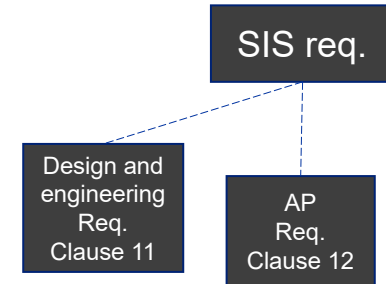 SIS req.
Design and
engineering
Req.
Clause 11
AP
Req.
Clause 12